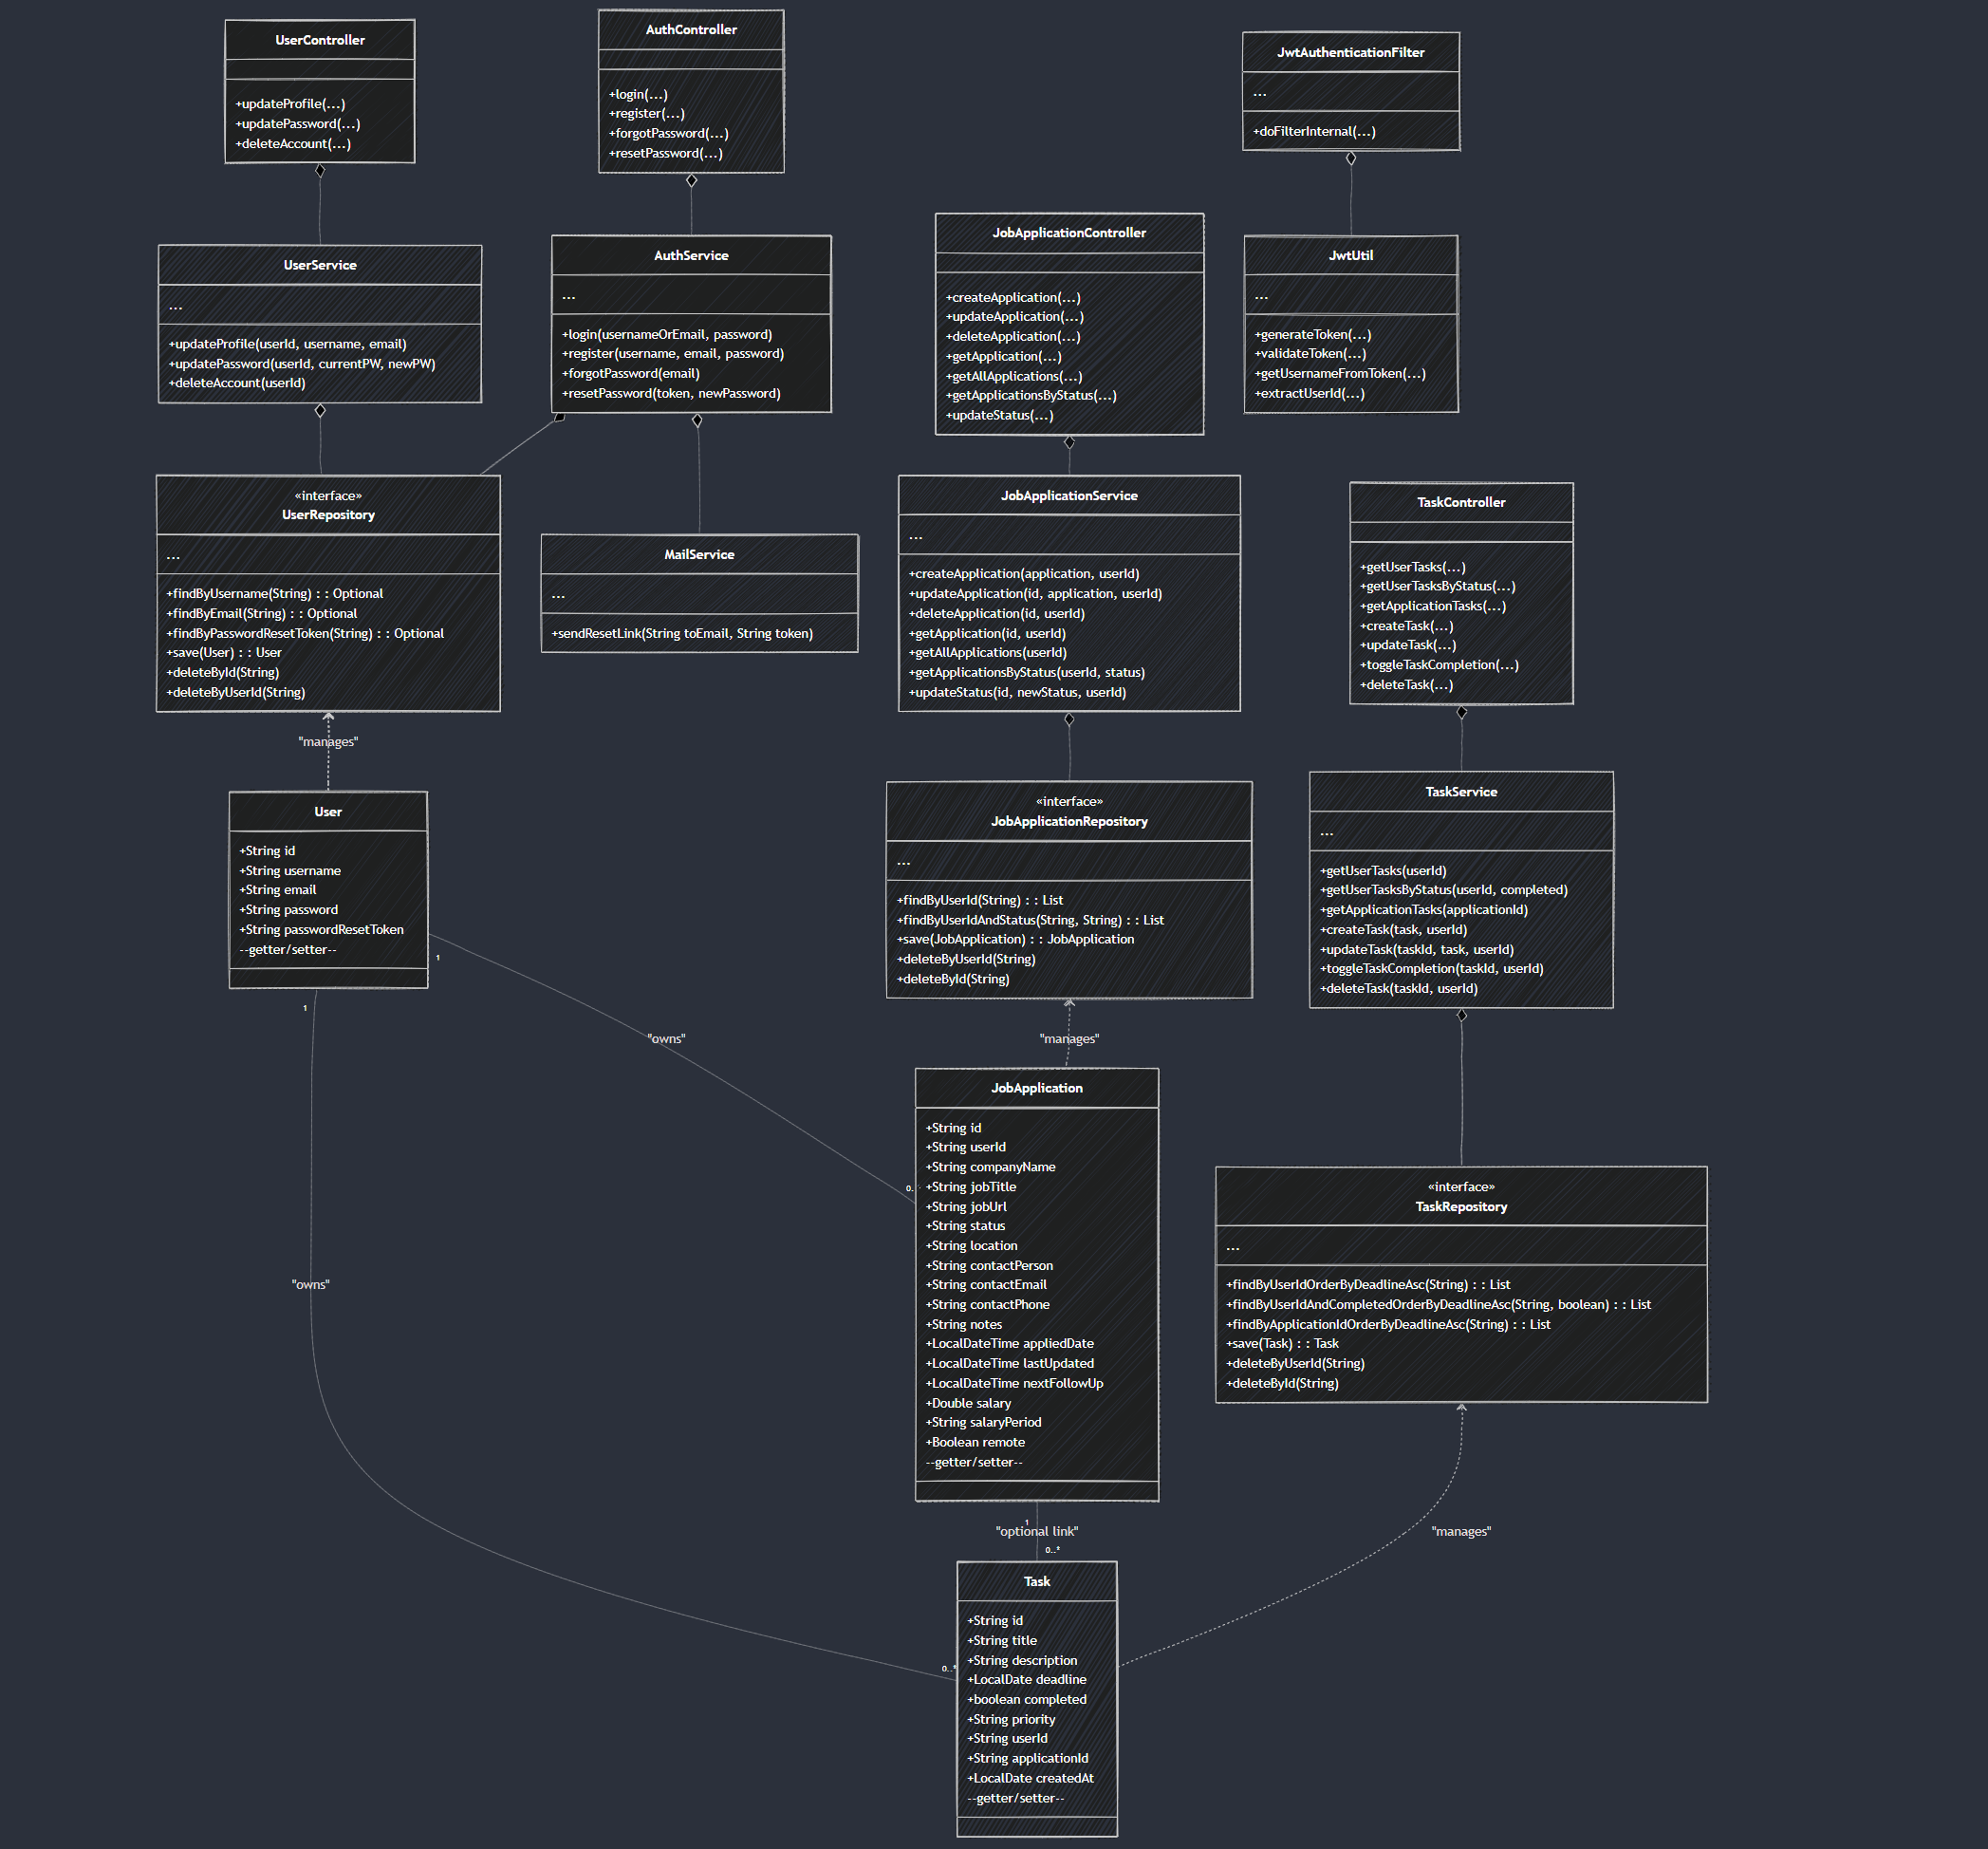 UserController
+updateProfile(...)
+updatePassword(...)
+deleteAccount(...)
AuthController
+login(...)
+register(...)
+forgotPassword(...)
+resetPassword(...)
JwtAuthenticationFilter
...
+doFilterInternal(...)
UserService
...
+updateProfile(userId, username, email)
+updatePassword(userId, currentPW, newPW)
+deleteAccount(userId)
AuthService
...
+login(usernameOrEmail, password)
+register(username, email, password)
+forgotPassword(email)
+resetPassword(token, newPassword)
JobApplicationController
+createApplication(...)
+updateApplication(...)
+deleteApplication(...)
+getApplication(...)
+getAllApplications(...)
+getApplicationsByStatus(...)
+updateStatus(...)
JwtUtil
...
+generateToken(...)
+validateToken(...)
+getUsernameFromToken(...)
+extractUserId(...)
«interface»
UserRepository
...
+findByUsername(String) : : Optional
+findByEmail(String) : : Optional
+findByPasswordResetToken(String) : : Optional
+save(User) : : User
+deleteById(String)
+deleteByUserId(String)
MailService
...
+sendResetLink(String toEmail, String token)
JobApplicationService
...
+createApplication(application, userId)
+updateApplication(id, application, userId)
+deleteApplication(id, userId)
+getApplication(id, userId)
+getAllApplications(userId)
+getApplicationsByStatus(userId, status)
+updateStatus(id, newStatus, userId)
TaskController
+getUserTasks(...)
+getUserTasksByStatus(...)
+getApplicationTasks(...)
+createTask(...)
+updateTask(...)
+toggleTaskCompletion(...)
+deleteTask(...)
"manages"
User
+String id
+String username
+String email
+String password
+String passwordResetToken
--getter/setter--
1
1
«interface»
JobApplicationRepository
...
+findByUserId(String) : : List
+findByUserIdAndStatus(String, String) : : List
+save(JobApplication) : : JobApplication
+deleteByUserId(String)
+deleteById(String)
TaskService
...
+getUserTasks(userId)
+getUserTasksByStatus(userId, completed)
+getApplicationTasks(applicationId)
+createTask(task, userId)
+updateTask(taskId, task, userId)
+toggleTaskCompletion(taskId, userId)
+deleteTask(taskId, userId)
"owns"
"manages"
JobApplication
+String id
+String userId
+String companyName
+String jobTitle
+String jobUrl
+String status
+String location
+String contactPerson
+String contactEmail
+String contactPhone
+String notes
+LocalDateTime appliedDate
+LocalDateTime lastUpdated
+LocalDateTime nextFollowUp
+Double salary
+String salaryPeriod
+Boolean remote
--getter/setter--
«interface»
TaskRepository
...
+findByUserIdOrderByDeadlineAsc(String) : : List
+findByUserIdAndCompletedOrderByDeadlineAsc(String, boolean) : : List
+findByApplicationIdOrderByDeadlineAsc(String) : : List
+save(Task) : : Task
+deleteByUserId(String)
+deleteById(String)
"owns"
1
"optional link"
0..*
"manages"
Task
+String id
+String title
+String description
+LocalDate deadline
+boolean completed
+String priority
+String userId
+String applicationId
+LocalDate createdAt
--getter/setter--
0..*